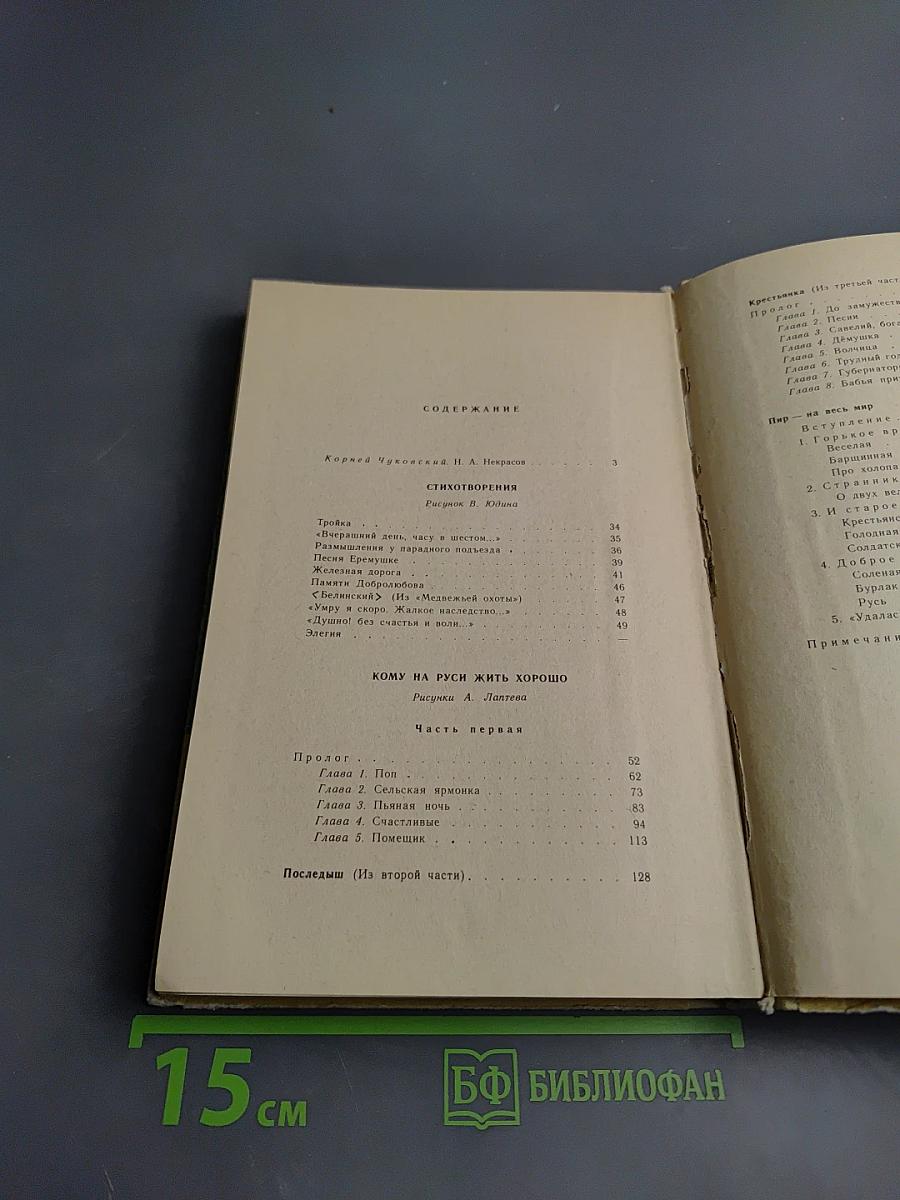 СОДЕРЖАНИЕ
Корней Чуковский. Н. А. Некрасов . . . . . . 3
СТИХОТВОРЕНИЯ
Рисунок В. Юдина
Тройка . . . . . . 34
«Вчерашний день, часу в шестом...» . . . . . . 35
Размышления у парадного подъезда . . . . . . 36
Песня Еремушке . . . . . . 39
Железная дорога . . . . . . 41
Памяти Добролюбова . . . . . . 46
<Белинский> (Из «Медвежьей охоты») . . . . . . 47
«Умру я скоро. Жалкое наследство...» . . . . . . 48
«Душно! без счастья и воли...» . . . . . . 49
Элегия . . . . . . —
КОМУ НА РУСИ ЖИТЬ ХОРОШО
Рисунки А. Лаптева
Часть первая
Пролог . . . . . . 52
Глава 1. Поп . . . . . . 62
Глава 2. Сельская ярмонка . . . . . . 73
Глава 3. Пьяная ночь . . . . . . 83
Глава 4. Счастливые . . . . . . 94
Глава 5. Помещик . . . . . . 113
Последыш (Из второй части) . . . . . . 128
Крестьянка (Из третьей част
Пролог . . .
Глава 1. До замужеств
Глава 2. Песни . .
Глава 3. Савелий, бога
Глава 4. Дёмушка .
Глава 5. Волчица .
Глава 6. Трудный год
Глава 7. Губернатор
Глава 8. Бабья при
Пир — на весь мир
Вступление .
1. Горькое вр
Веселая .
Барщинная
Про холопа
2. Странник
О двух вел
3. И старое
Крестьянс
Голодная
Солдатск
4. Доброе
Соленая
Бурлак
Русь
5. «Удалас
Примечани
15 см
БФ БИБЛИОФАН